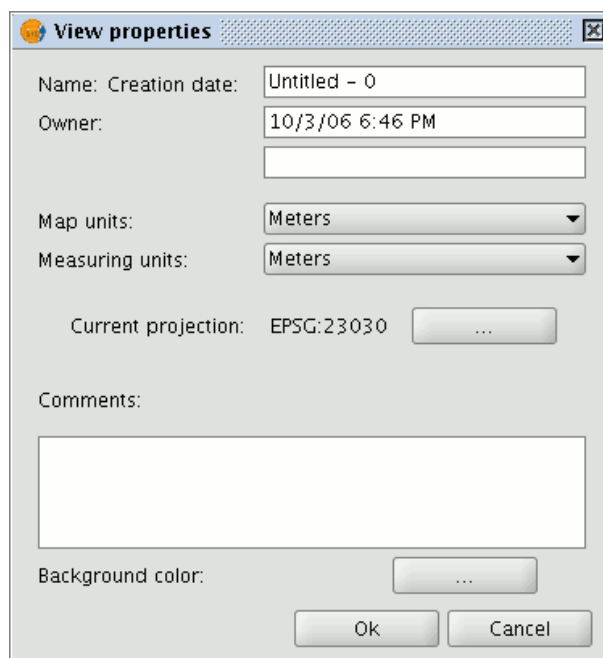 View properties
Name: Creation date: Untitled - 0
Owner: 10/3/06 6:46 PM
Map units: Meters
Measuring units: Meters
Current projection: EPSG:23030 ...
Comments:
Background color: ...
Ok Cancel